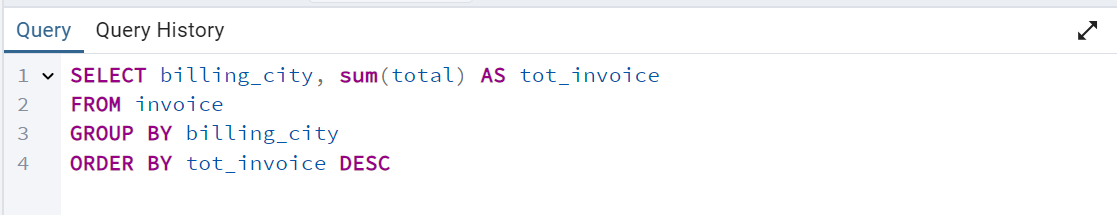 Query Query History
1 SELECT billing_city, sum(total) AS tot_invoice
2 FROM invoice
3 GROUP BY billing_city
4 ORDER BY tot_invoice DESC